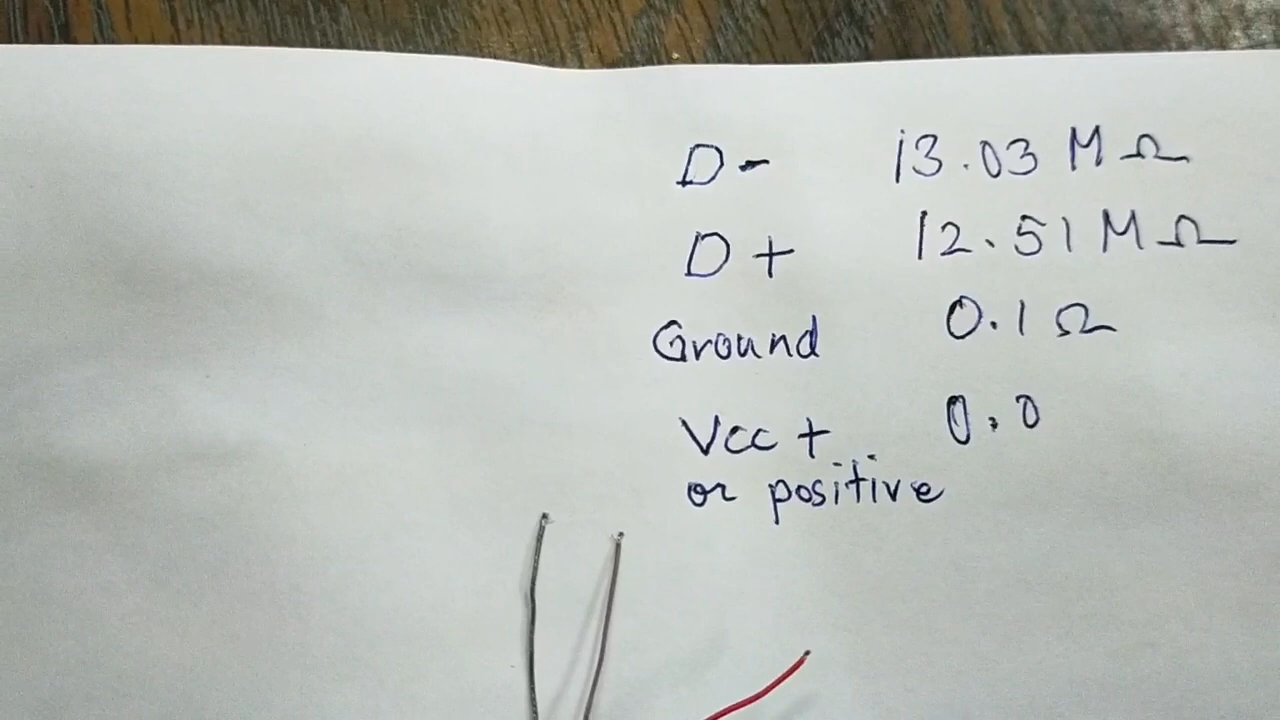 D- 13.03 MΩ
D+ 12.51 MΩ
Ground 0.1 Ω
Vcc + 0.0
or positive